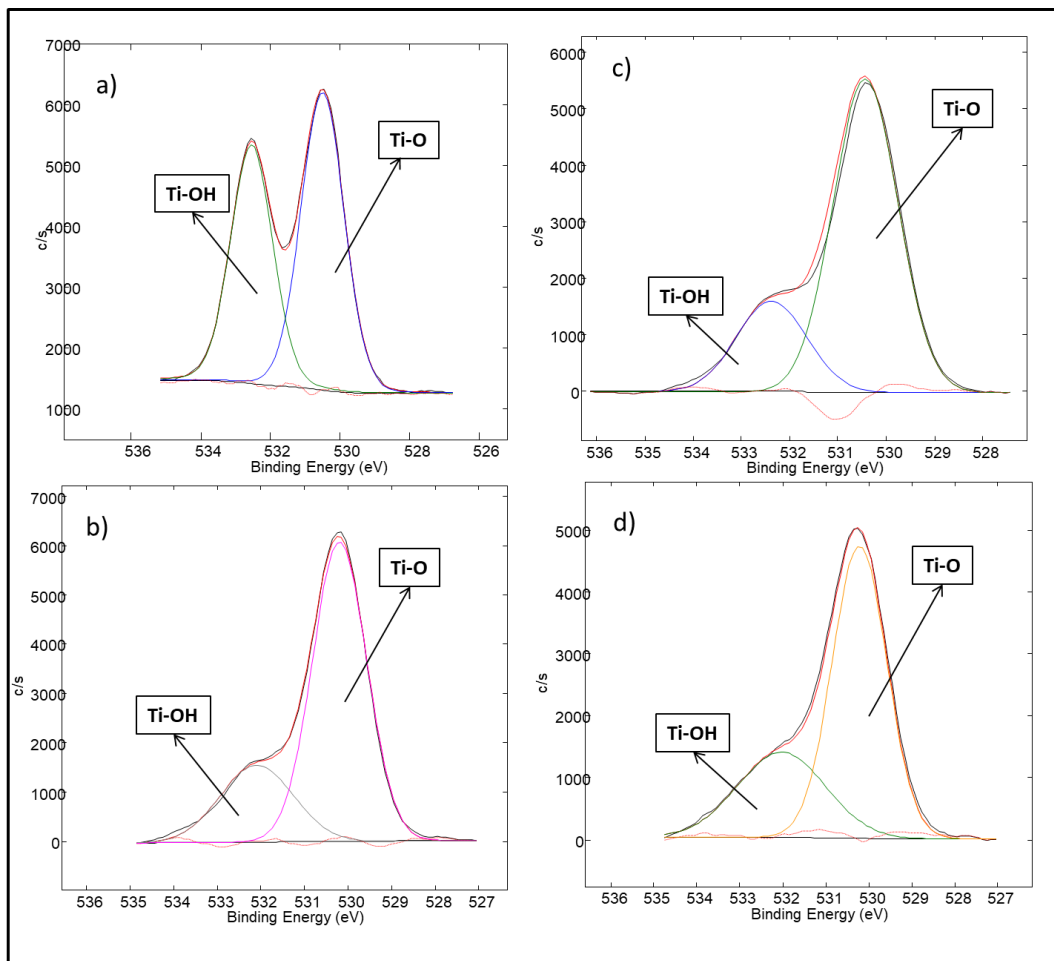 a)
7000
6000
5000
4000
3000
2000
1000
c/s
Ti-OH
Ti-O
534 533 532 531 530 529 528 527 526
Binding Energy (eV)
c)
6000
5000
4000
3000
2000
1000
0
c/s
Ti-O
Ti-OH
536 535 534 533 532 531 530 529 528
Binding Energy (eV)
b)
7000
6000
5000
4000
3000
2000
1000
0
c/s
Ti-O
Ti-OH
536 535 534 533 532 531 530 529 528 527
Binding Energy (eV)
d)
5000
4000
3000
2000
1000
0
c/s
Ti-O
Ti-OH
536 535 534 533 532 531 530 529 528 527
Binding Energy (eV)